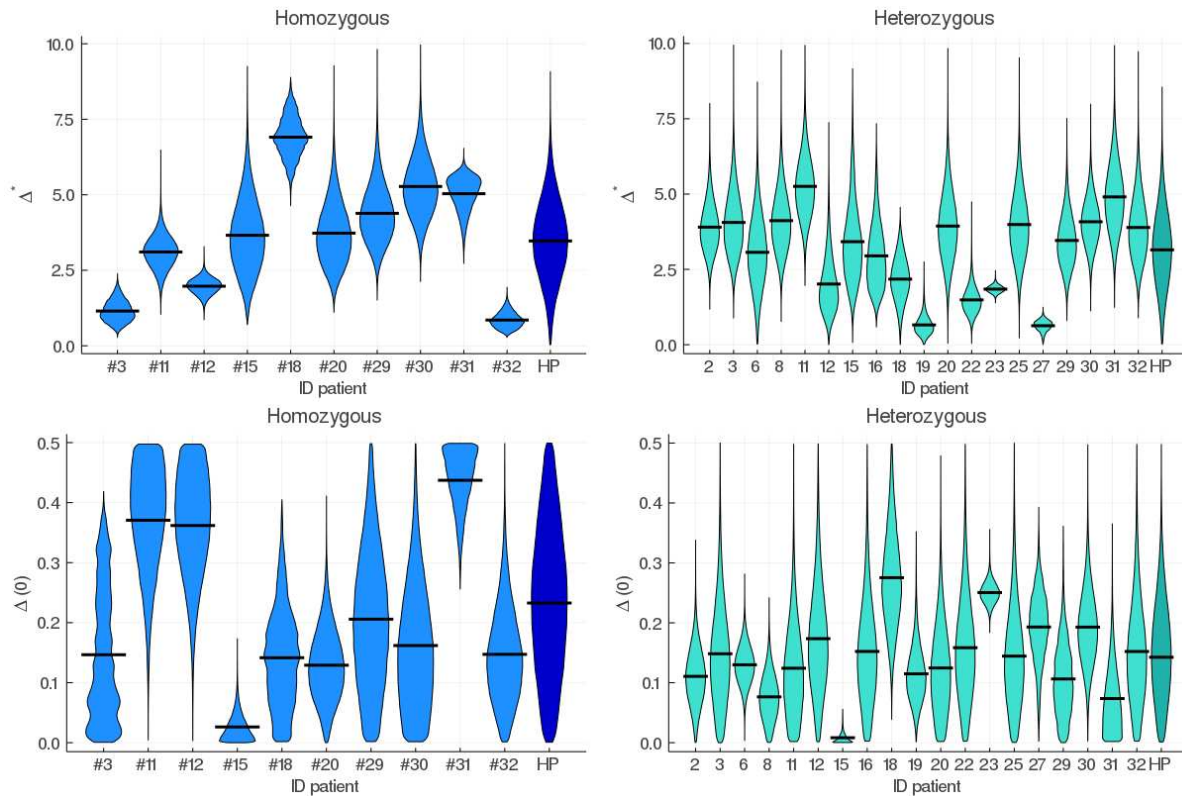 Homozygous
10.0
7.5
5.0
2.5
0.0
Δ*
#3 #11 #12 #15 #18 #20 #29 #30 #31 #32 HP
ID patient
Heterozygous
10.0
7.5
5.0
2.5
0.0
Δ*
2 3 6 8 11 12 15 16 18 19 20 22 23 25 27 29 30 31 32 HP
ID patient
Homozygous
0.5
0.4
0.3
0.2
0.1
0.0
Δ (0)
#3 #11 #12 #15 #18 #20 #29 #30 #31 #32 HP
ID patient
Heterozygous
0.5
0.4
0.3
0.2
0.1
0.0
Δ (0)
2 3 6 8 11 12 15 16 18 19 20 22 23 25 27 29 30 31 32 HP
ID patient